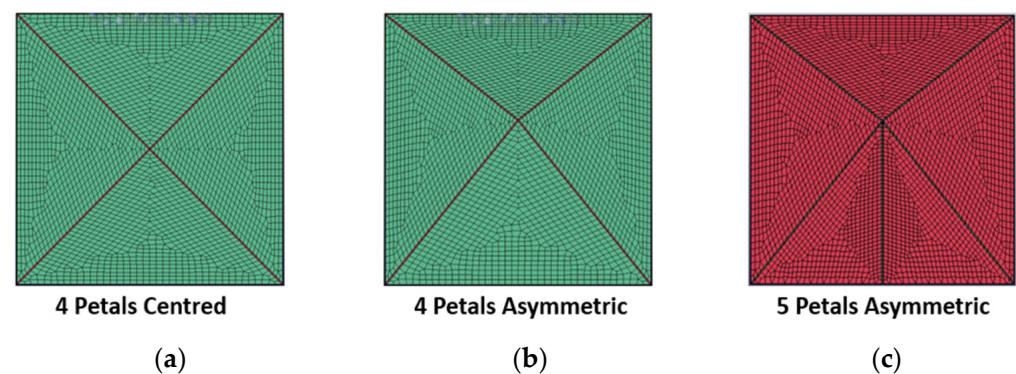 4 Petals Centred
4 Petals Asymmetric
5 Petals Asymmetric
(a)
(b)
(c)